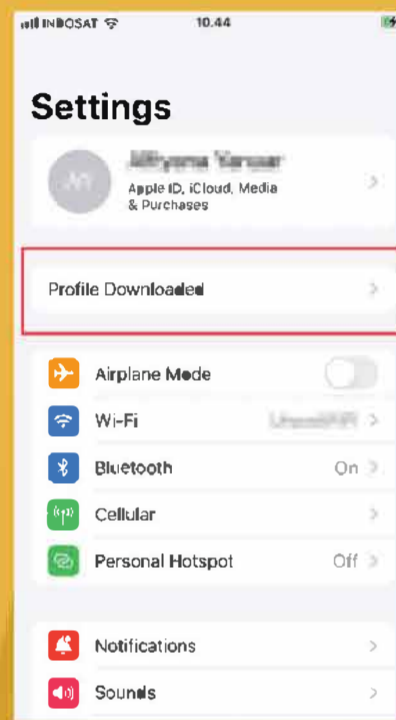 INDOSAT
10.44
Settings
Apple ID, iCloud, Media
& Purchases
Profile Downloaded
Airplane Mode
Wi-Fi
Bluetooth
On
Cellular
Personal Hotspot
Off
Notifications
Sounds